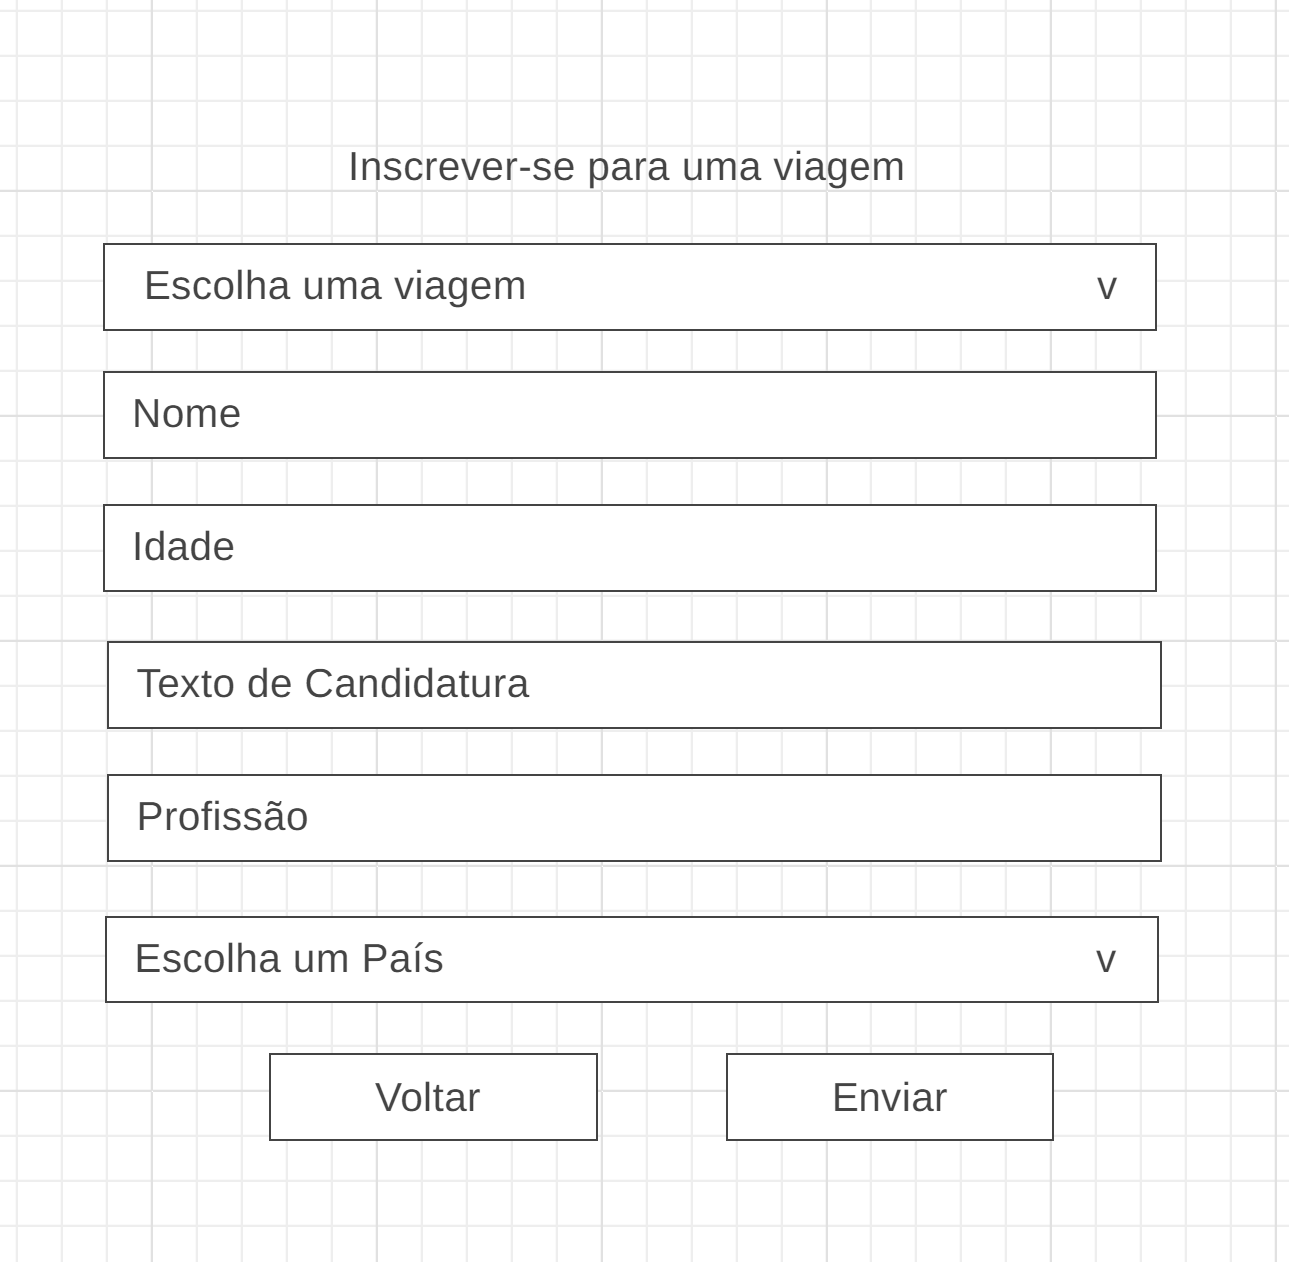 Inscrever-se para uma viagem
Escolha uma viagem v
Nome
Idade
Texto de Candidatura
Profissão
Escolha um País v
Voltar Enviar